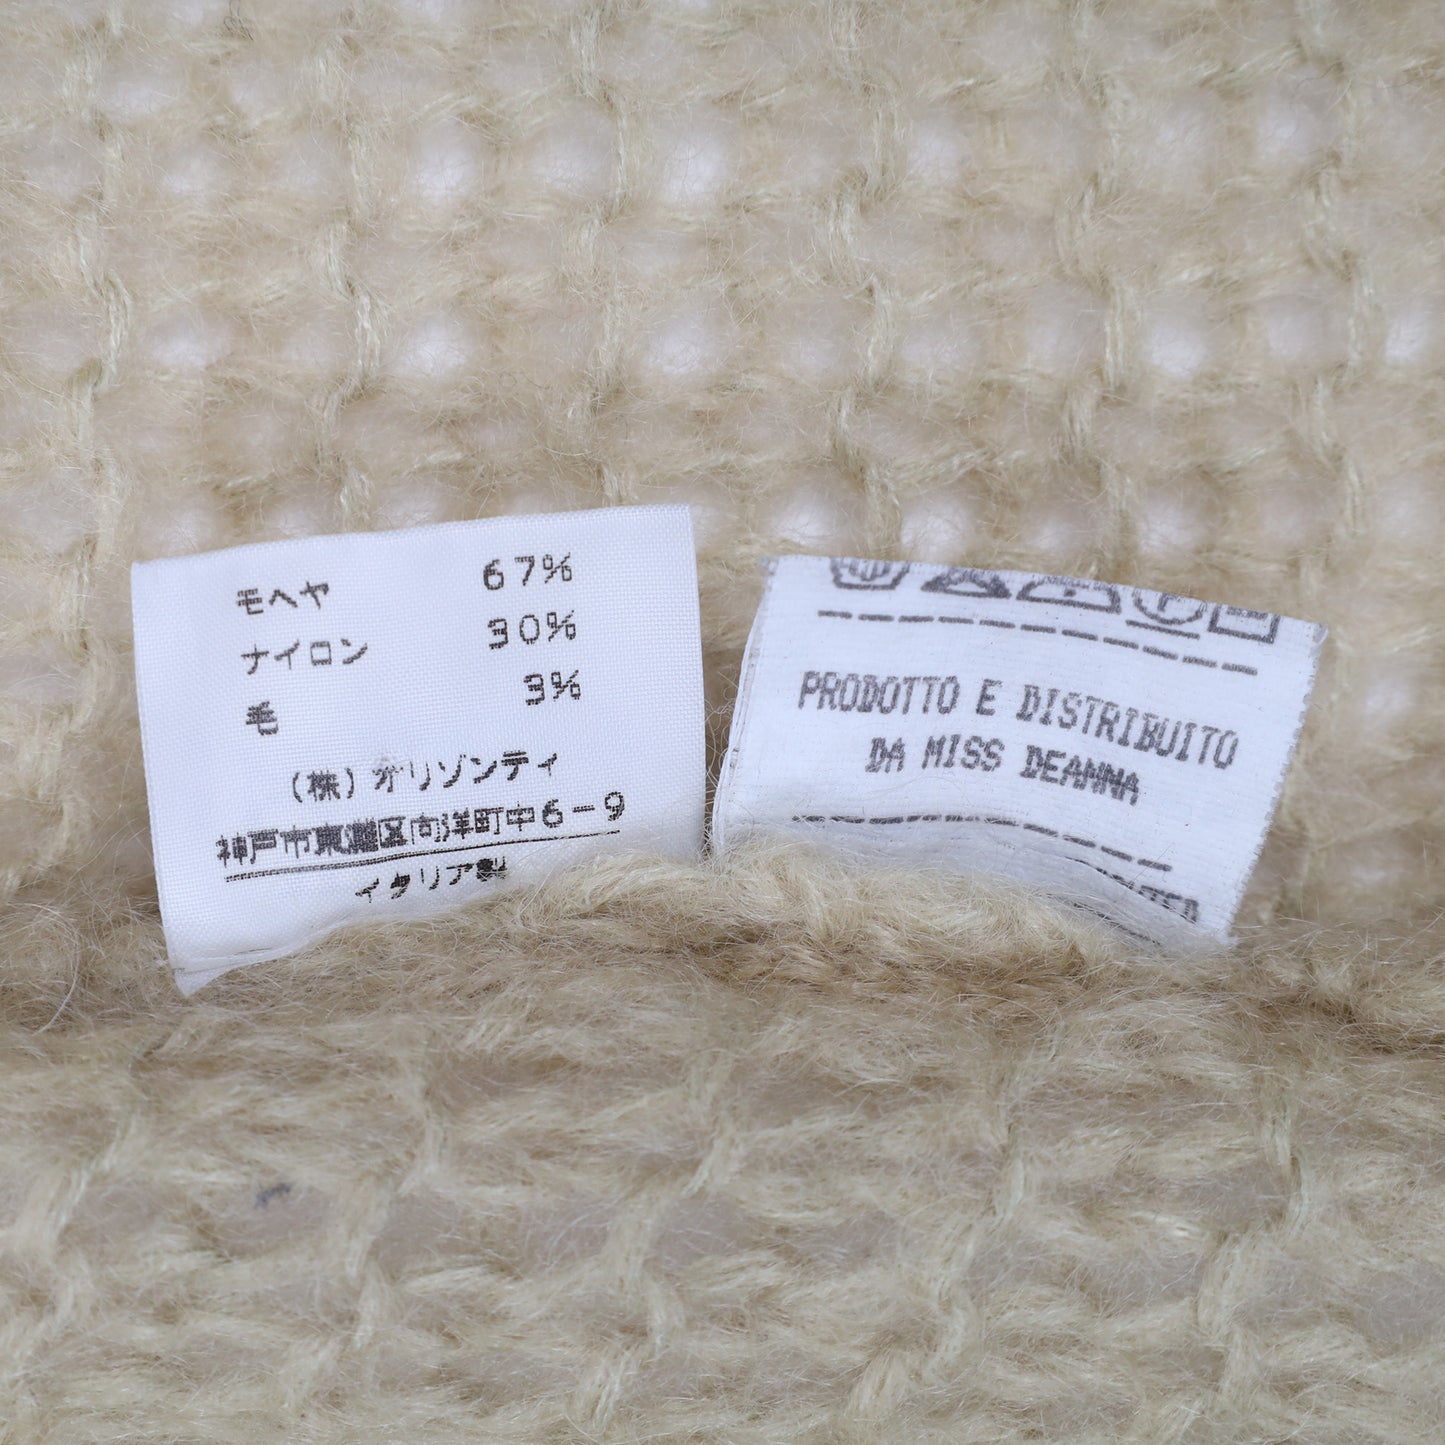 モヘヤ 67%
ナイロン 30%
毛 3%
(株)オリゾンティ
神戸市東灘区向洋町中6-9
イタリア製
PRODOTTO E DISTRIBUITO
DA MISS DEANNA